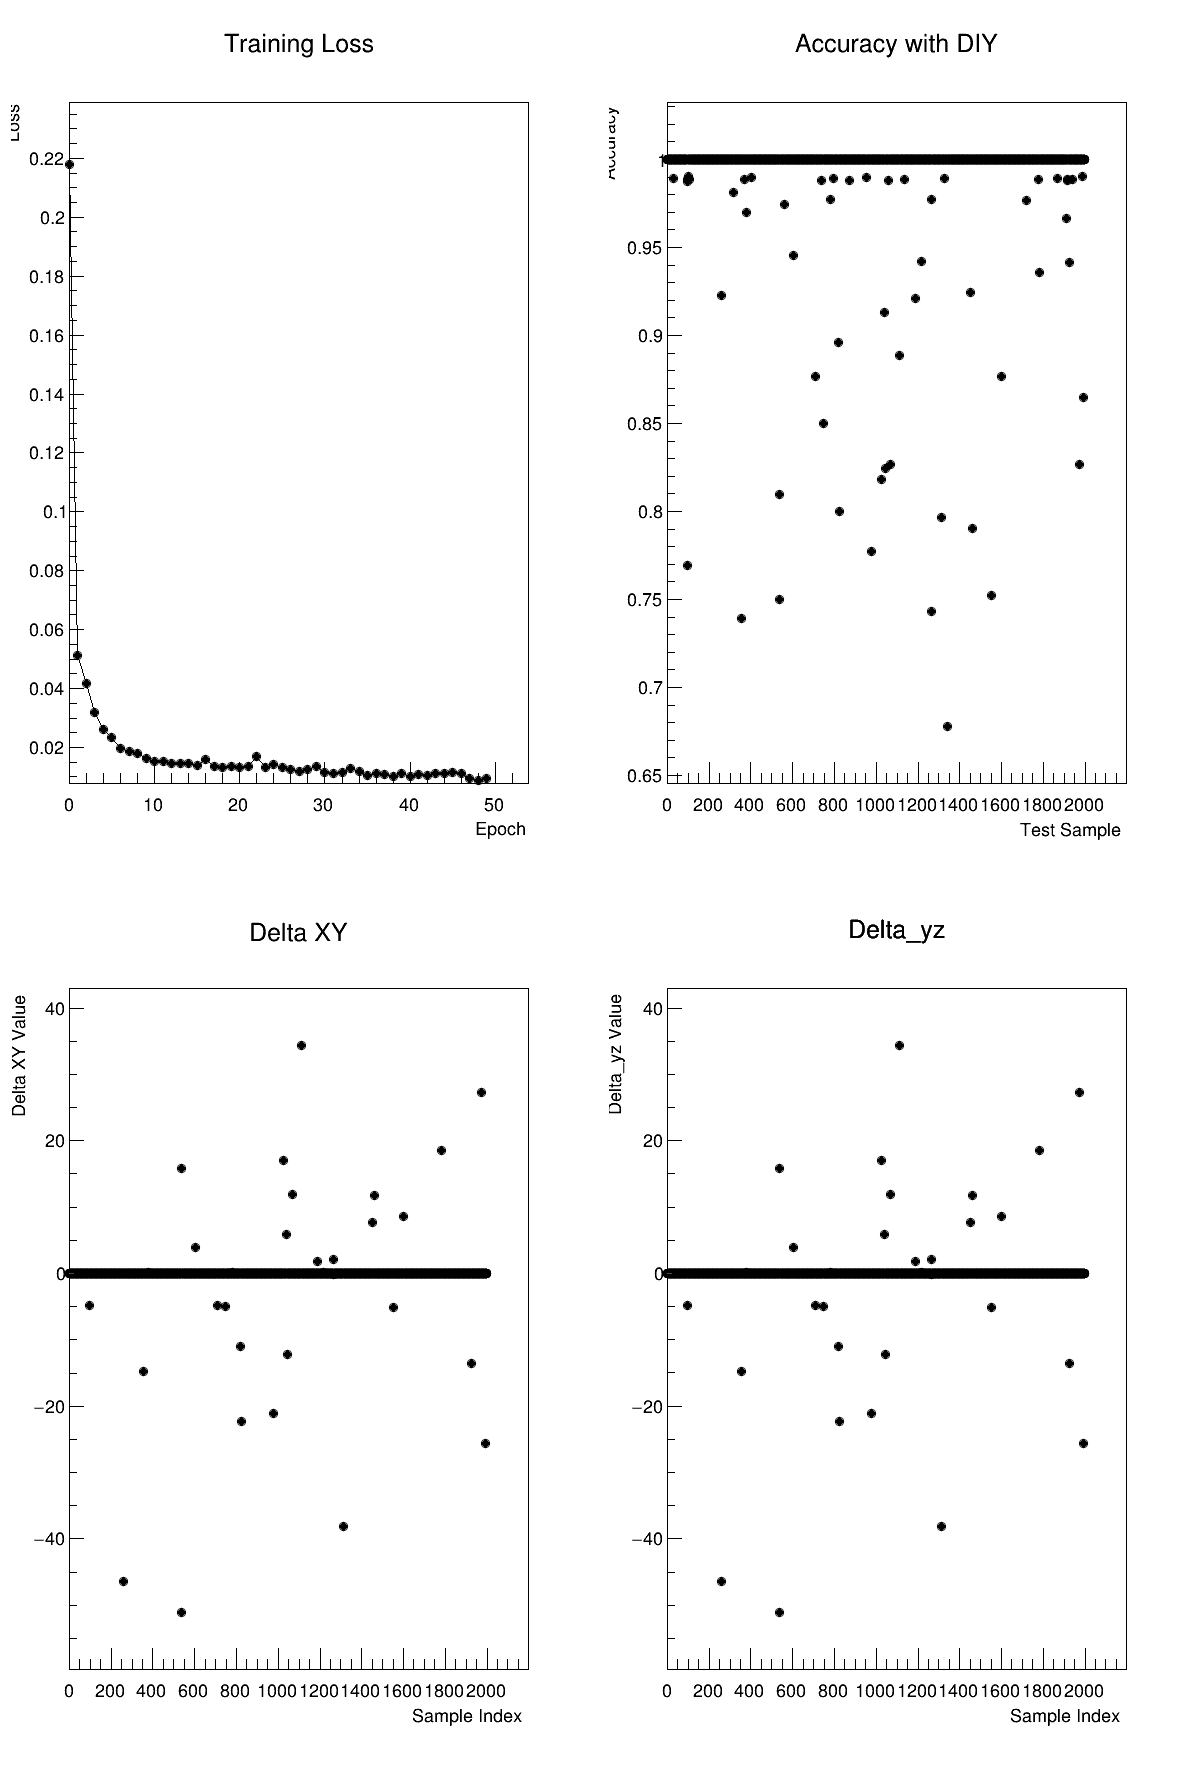 Training Loss
Loss
0.22
0.2
0.18
0.16
0.14
0.12
0.1
0.08
0.06
0.04
0.02
0 10 20 30 40 50
Epoch
Accuracy with DIY
Accuracy
1
0.95
0.9
0.85
0.8
0.75
0.7
0.65
0 200 400 600 800 1000 1200 1400 1600 1800 2000
Test Sample
Delta XY
Delta XY Value
40
20
0
−20
−40
0 200 400 600 800 1000 1200 1400 1600 1800 2000
Sample Index
Delta_yz
Delta_yz Value
40
20
0
−20
−40
0 200 400 600 800 1000 1200 1400 1600 1800 2000
Sample Index